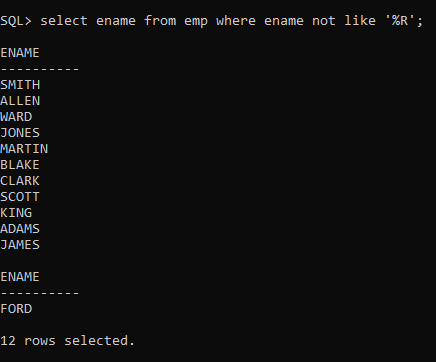 SQL> select ename from emp where ename not like '%R';
ENAME
----------
SMITH
ALLEN
WARD
JONES
MARTIN
BLAKE
CLARK
SCOTT
KING
ADAMS
JAMES
ENAME
----------
FORD
12 rows selected.